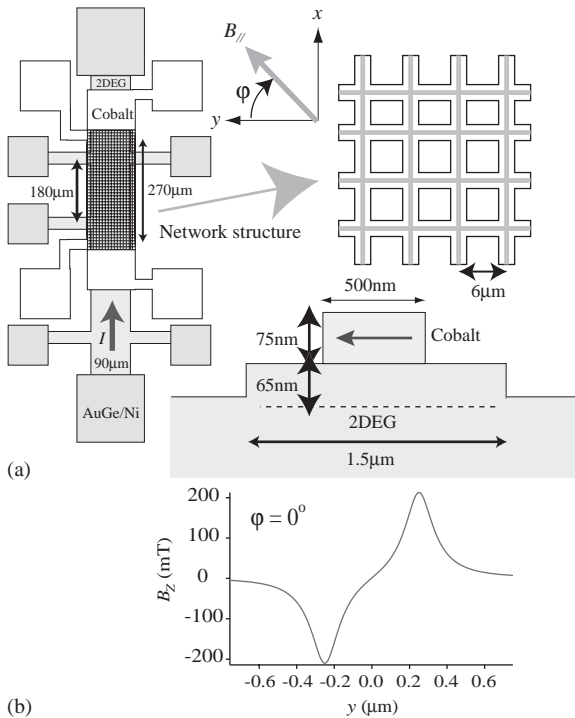 2DEG
Cobalt
180μm
270μm
I
90μm
AuGe/Ni
(a)
x
B//
φ
y
Network structure
6μm
500nm
75nm
Cobalt
65nm
2DEG
1.5μm
φ = 0°
200
100
0
-100
-200
BZ (mT)
-0.6 -0.4 -0.2 0.0 0.2 0.4 0.6
y (μm)
(b)